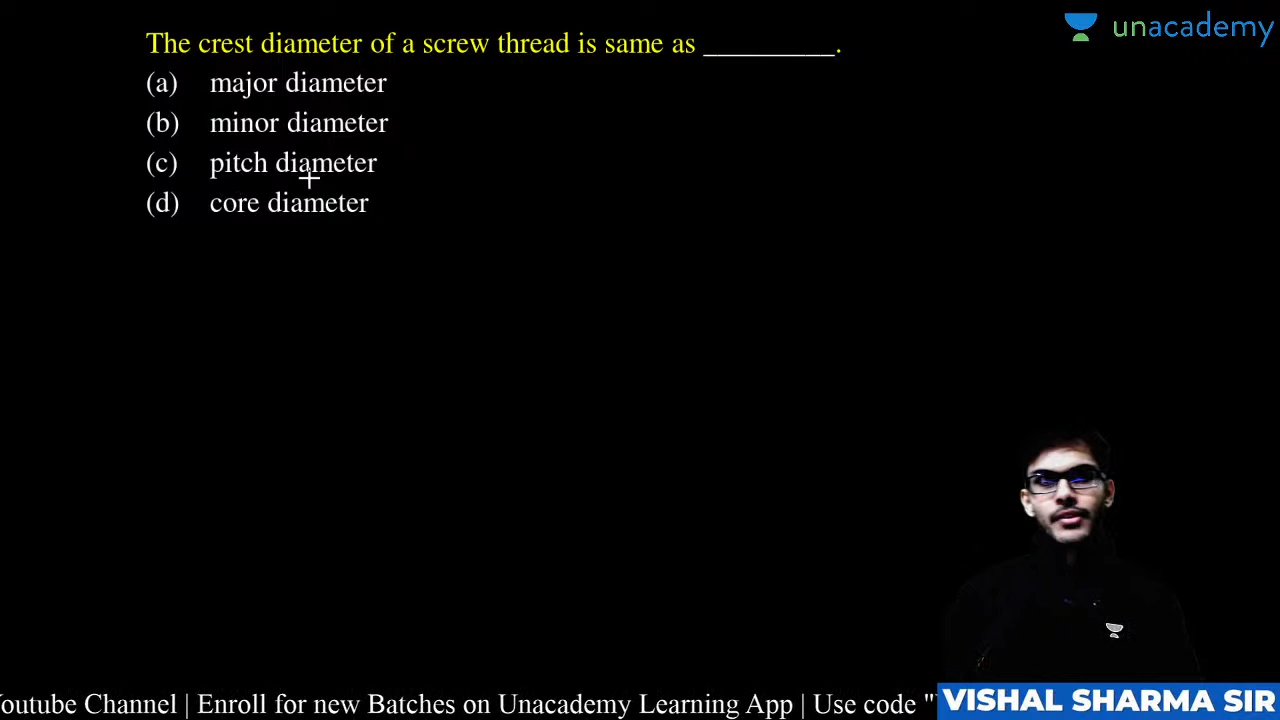 unacademy
The crest diameter of a screw thread is same as _________.
(a) major diameter
(b) minor diameter
(c) pitch diameter
(d) core diameter
Youtube Channel | Enroll for new Batches on Unacademy Learning App | Use code "
VISHAL SHARMA SIR